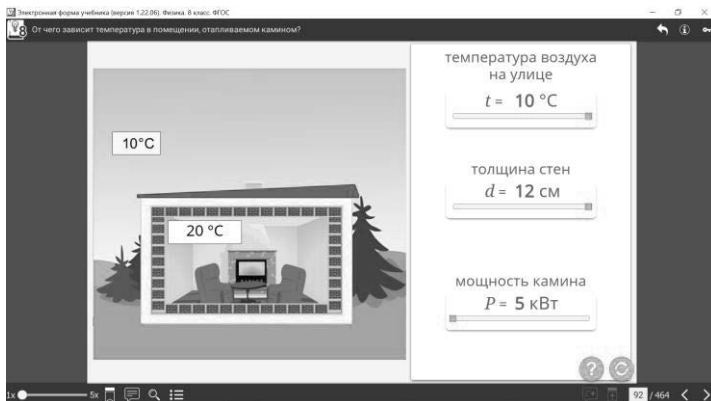 Электронная форма учебника (версия 1.22.06). Физика. 8 класс. ФГОС
8 От чего зависит температура в помещении, отапливаемом камином?
температура воздуха
на улице
t = 10 °C
10°C
толщина стен
d = 12 см
20 °C
мощность камина
P = 5 кВт
?
1x 5x 92 / 464